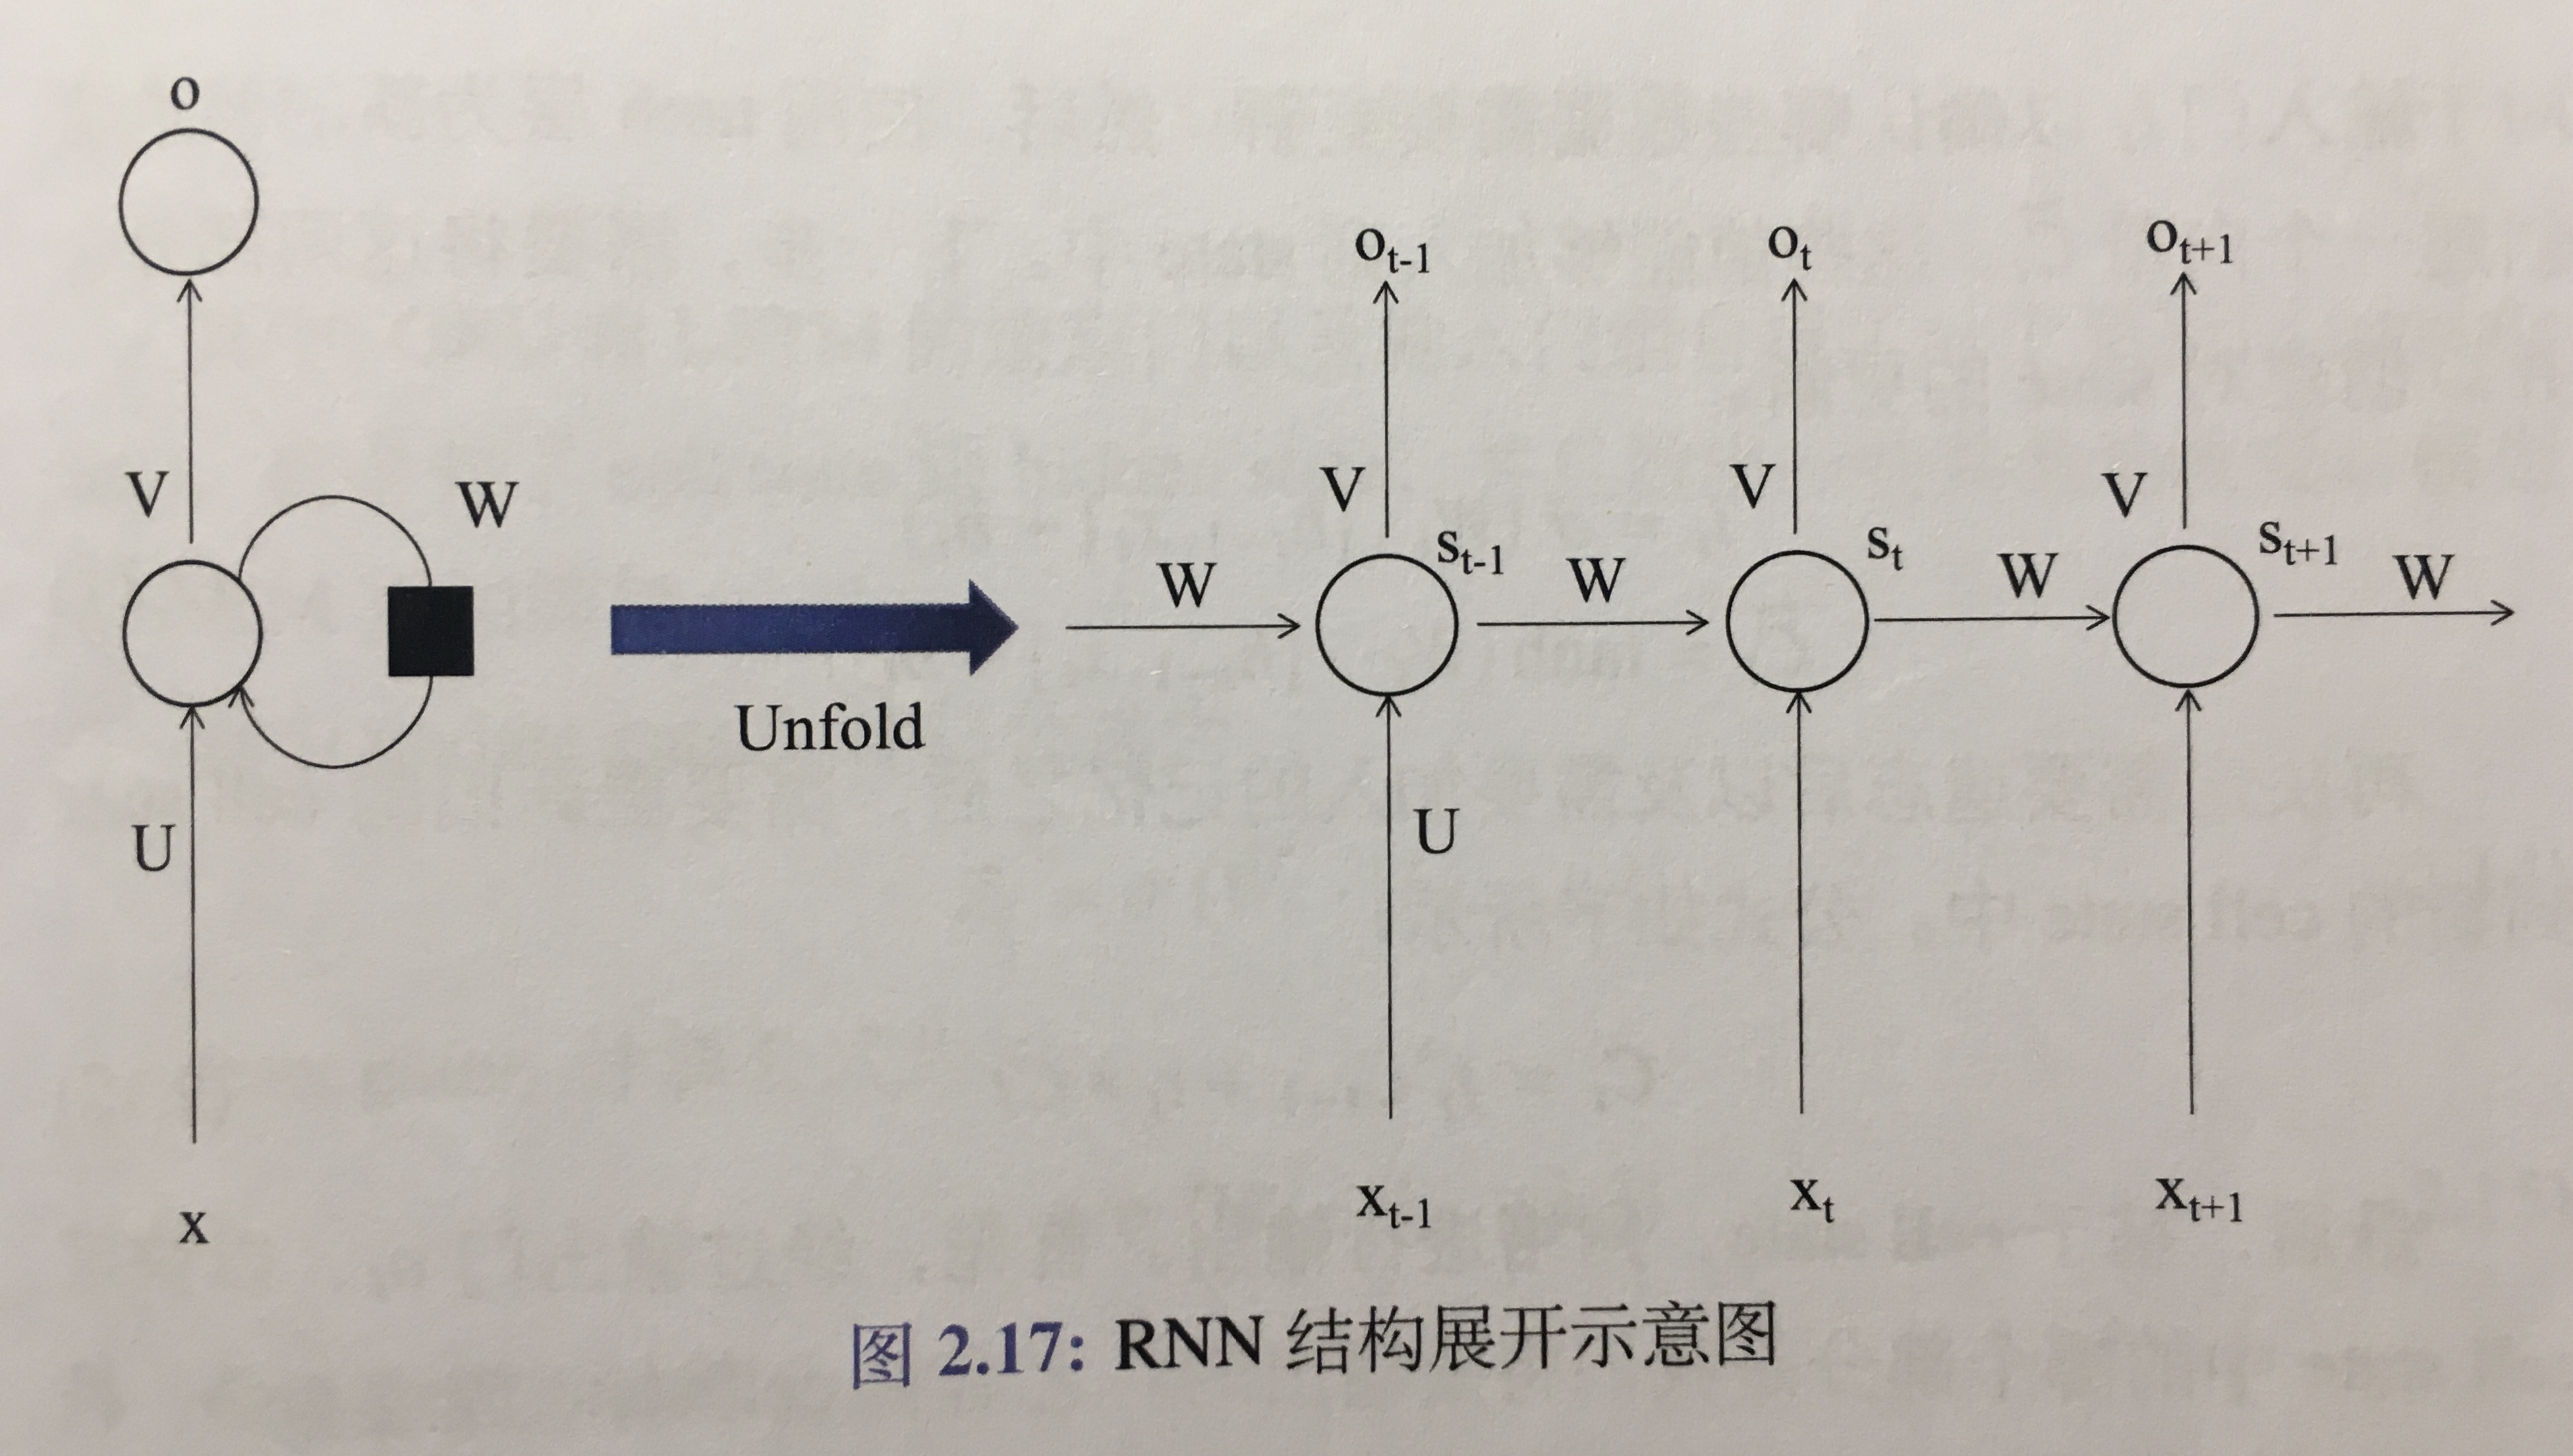 o
V
W
U
x
Unfold
o_{t-1}
o_t
o_{t+1}
V
V
V
s_{t-1}
s_t
s_{t+1}
W
W
W
W
U
x_{t-1}
x_t
x_{t+1}
图 2.17: RNN 结构展开示意图